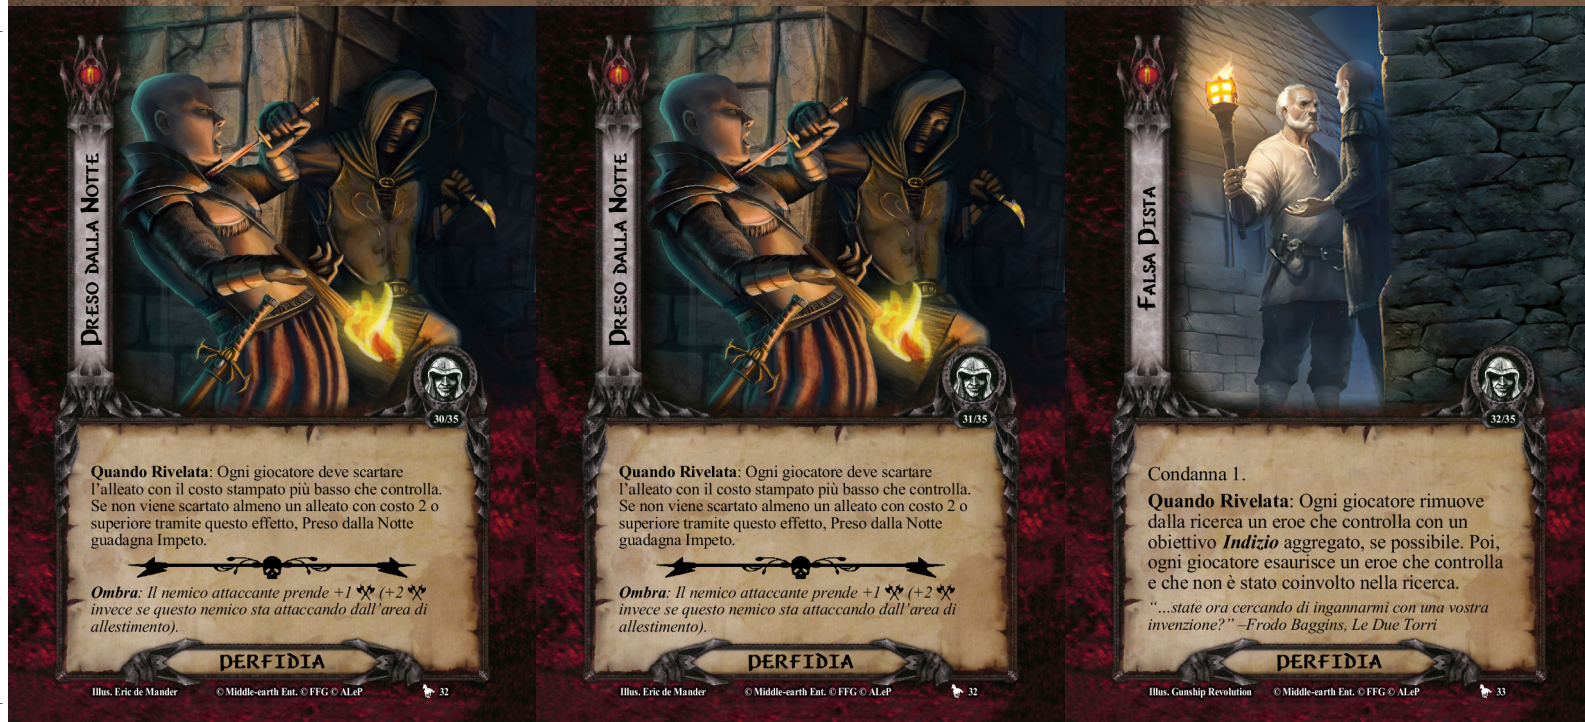 Preso dalla Notte
30/35
Quando Rivelata: Ogni giocatore deve scartare
l'alleato con il costo stampato più basso che controlla.
Se non viene scartato almeno un alleato con costo 2 o
superiore tramite questo effetto, Preso dalla Notte
guadagna Impeto.
Ombra: Il nemico attaccante prende +1 (+2
invece se questo nemico sta attaccando dall'area di
allestimento).
PERFIDIA
Illus. Eric de Mander © Middle-earth Ent. © FFG © ALeP 32
Preso dalla Notte
31/35
Quando Rivelata: Ogni giocatore deve scartare
l'alleato con il costo stampato più basso che controlla.
Se non viene scartato almeno un alleato con costo 2 o
superiore tramite questo effetto, Preso dalla Notte
guadagna Impeto.
Ombra: Il nemico attaccante prende +1 (+2
invece se questo nemico sta attaccando dall'area di
allestimento).
PERFIDIA
Illus. Eric de Mander © Middle-earth Ent. © FFG © ALeP 32
Falsa Pista
32/35
Condanna 1.
Quando Rivelata: Ogni giocatore rimuove
dalla ricerca un eroe che controlla con un
obiettivo Indizio aggregato, se possibile. Poi,
ogni giocatore esaurisce un eroe che controlla
e che non è stato coinvolto nella ricerca.
“…state ora cercando di ingannarmi con una vostra
invenzione?” –Frodo Baggins, Le Due Torri
PERFIDIA
Illus. Gunship Revolution © Middle-earth Ent. © FFG © ALeP 33